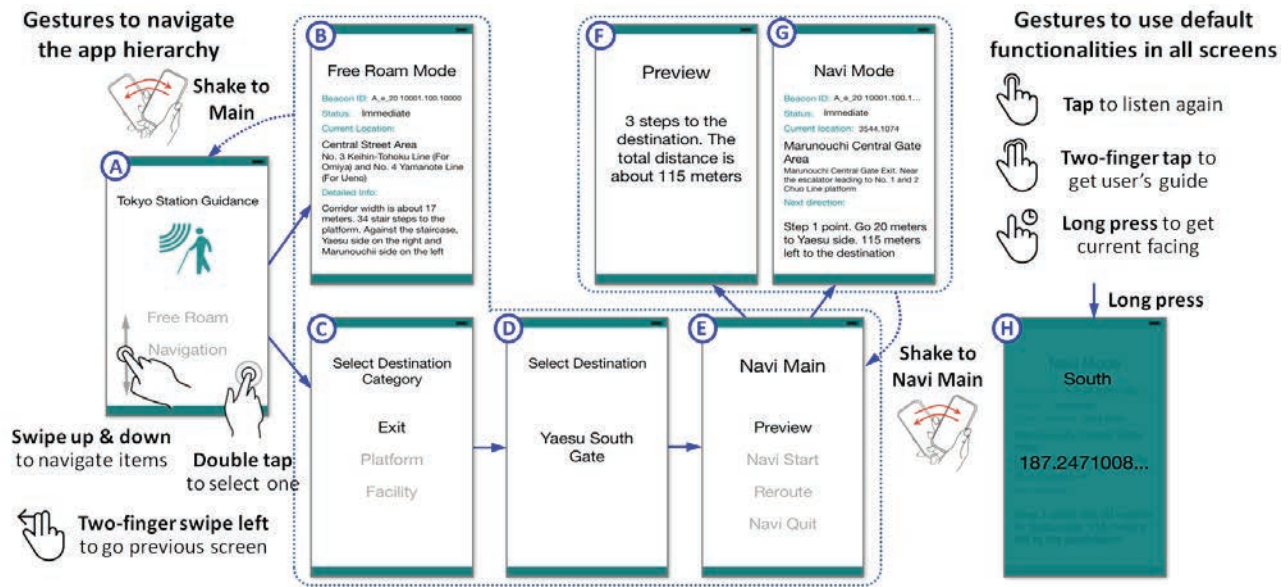 Gestures to navigate
the app hierarchy
Shake to
Main
A
Tokyo Station Guidance
Free Roam
Navigation
Swipe up & down
to navigate items
Double tap
to select one
Two-finger swipe left
to go previous screen
B
Free Roam Mode
Beacon ID: A_e_20 10001.100.10000
Status: Immediate
Current Location:
Central Street Area
No. 3 Keihin-Tohoku Line (For
Omiya) and No. 4 Yamanote Line
(For Ueno)
Detailed Info:
Corridor width is about 17
meters. 34 stair steps to the
platform. Against the staircase,
Yaesu side on the right and
Marunouchii side on the left
C
Select Destination
Category
Exit
Platform
Facility
D
Select Destination
Yaesu South
Gate
E
Navi Main
Preview
Navi Start
Reroute
Navi Quit
F
Preview
3 steps to the
destination. The
total distance is
about 115 meters
G
Navi Mode
Beacon ID: A_e_20 10001.100.1...
Status: Immediate
Current location: 3544.1074
Marunouchi Central Gate
Area
Marunouchi Central Gate Exit. Near
the escalator leading to No. 1 and 2
Chuo Line platform
Next direction:
Step 1 point. Go 20 meters
to Yaesu side. 115 meters
left to the destination
Shake to
Navi Main
Gestures to use default
functionalities in all screens
Tap to listen again
Two-finger tap to
get user's guide
Long press to get
current facing
Long press
H
Navi Mode
South
187.2471008...